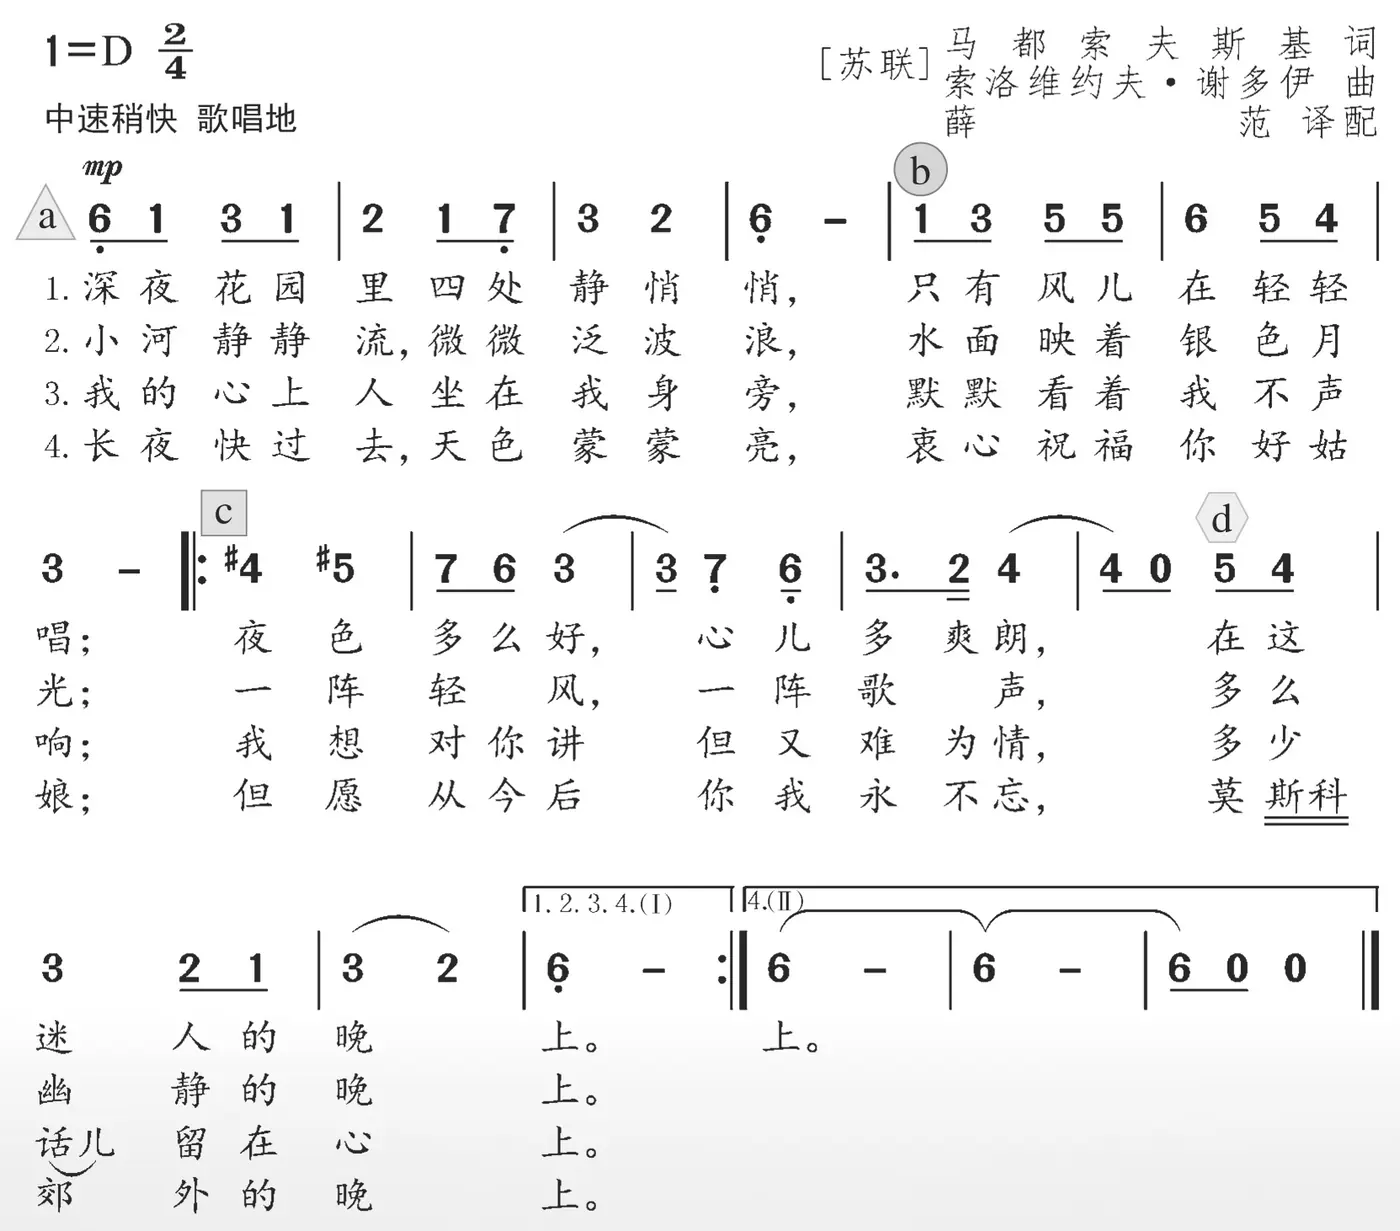 1=D 2/4
[苏联] 马都索夫斯基 词
索洛维约夫·谢多伊 曲
薛范 译配
中速稍快 歌唱地
mp
a b
6 1 3 1 | 2 1 7 | 3 2 | 6 – | 1 3 5 5 | 6 5 4 |
1. 深夜花园 里四处静悄悄, 只有风儿在轻轻
2. 小河静静 流,微微泛波浪, 水面映着银色月
3. 我的心上 人坐在我身旁, 默默看着我不声
4. 长夜快过 去,天色蒙蒙亮, 衷心祝福你好姑
c d
3 – |: #4 #5 | 7 6 3 | 3 7 6 | 3. 2 4 | 4 0 5 4 |
唱; 夜色多么好, 心儿多爽朗, 在这
光; 一阵轻风, 一阵歌声, 多么
响; 我想对你讲 但又难为情, 多少
娘; 但愿从今后 你我永不忘, 莫斯科
1.2.3.4.(I) 4.(II)
3 2 1 | 3 2 | 6 – :| 6 – | 6 – | 6 0 0 |
迷人的晚上。 上。
幽静的晚上。
话儿留在心上。
郊外的晚上。